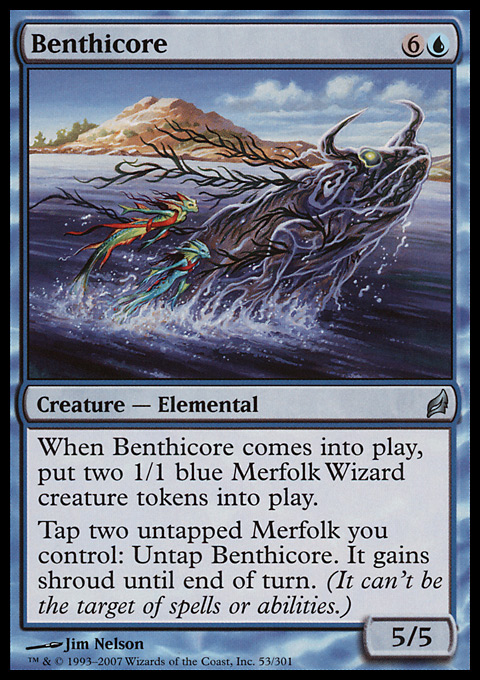 Benthicore 6
Creature — Elemental
When Benthicore comes into play,
put two 1/1 blue Merfolk Wizard
creature tokens into play.
Tap two untapped Merfolk you
control: Untap Benthicore. It gains
shroud until end of turn. (It can't be
the target of spells or abilities.)
5/5
Jim Nelson
™ & © 1993–2007 Wizards of the Coast, Inc. 53/301